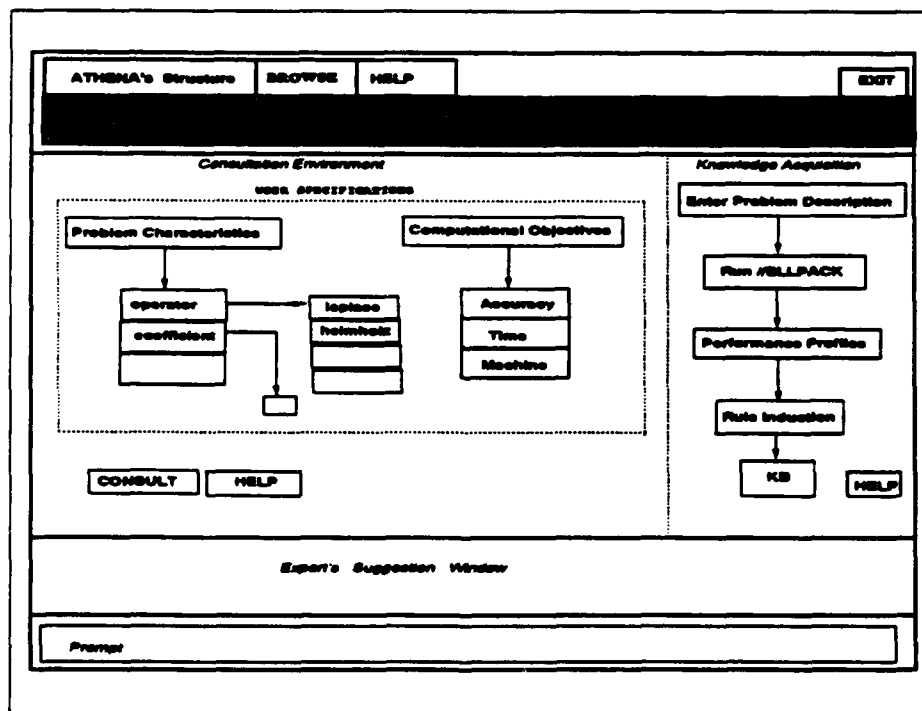 ATHENA's Structure
BROWSE
HELP
EXIT
Consultation Environment
Knowledge Acquisition
USER SPECIFICATIONS
Enter Problem Description
Problem Characteristics
Computational Objectives
Run //ELLPACK
operator
laplace
Accuracy
coefficient
helmholz
Time
Performance Profiles
Machine
Rule Induction
CONSULT
HELP
KB
HELP
Expert's Suggestion Window
Prompt